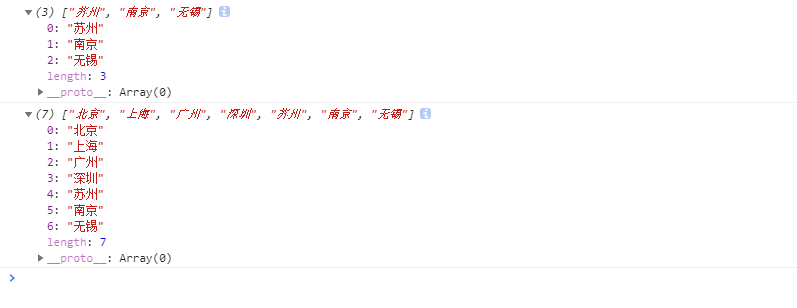 ▼(3) ["苏州", "南京", "无锡"] i
0: "苏州"
1: "南京"
2: "无锡"
length: 3
▶__proto__: Array(0)
▼(7) ["北京", "上海", "广州", "深圳", "苏州", "南京", "无锡"] i
0: "北京"
1: "上海"
2: "广州"
3: "深圳"
4: "苏州"
5: "南京"
6: "无锡"
length: 7
▶__proto__: Array(0)
>